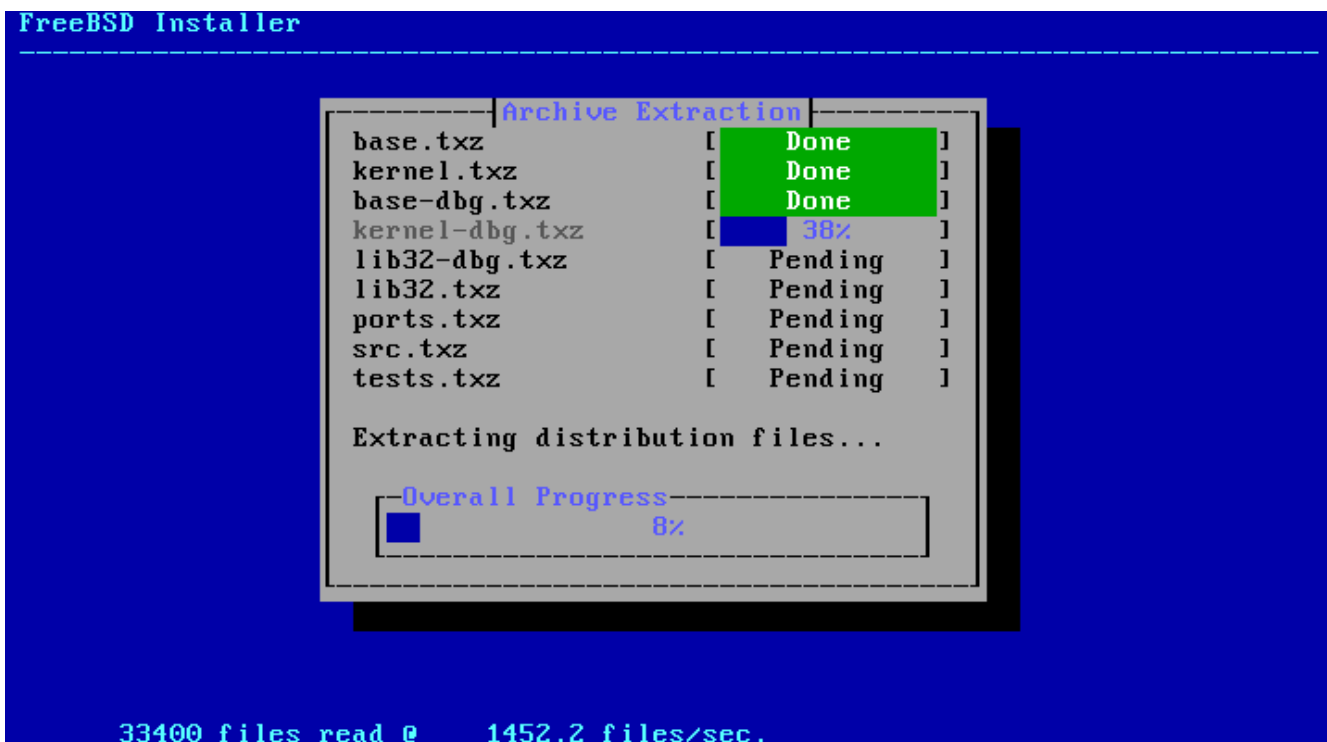 FreeBSD Installer
Archive Extraction
base.txz [ Done ]
kernel.txz [ Done ]
base-dbg.txz [ Done ]
kernel-dbg.txz [ 38% ]
lib32-dbg.txz [ Pending ]
lib32.txz [ Pending ]
ports.txz [ Pending ]
src.txz [ Pending ]
tests.txz [ Pending ]
Extracting distribution files...
Overall Progress
8%
33400 files read @ 1452.2 files/sec.